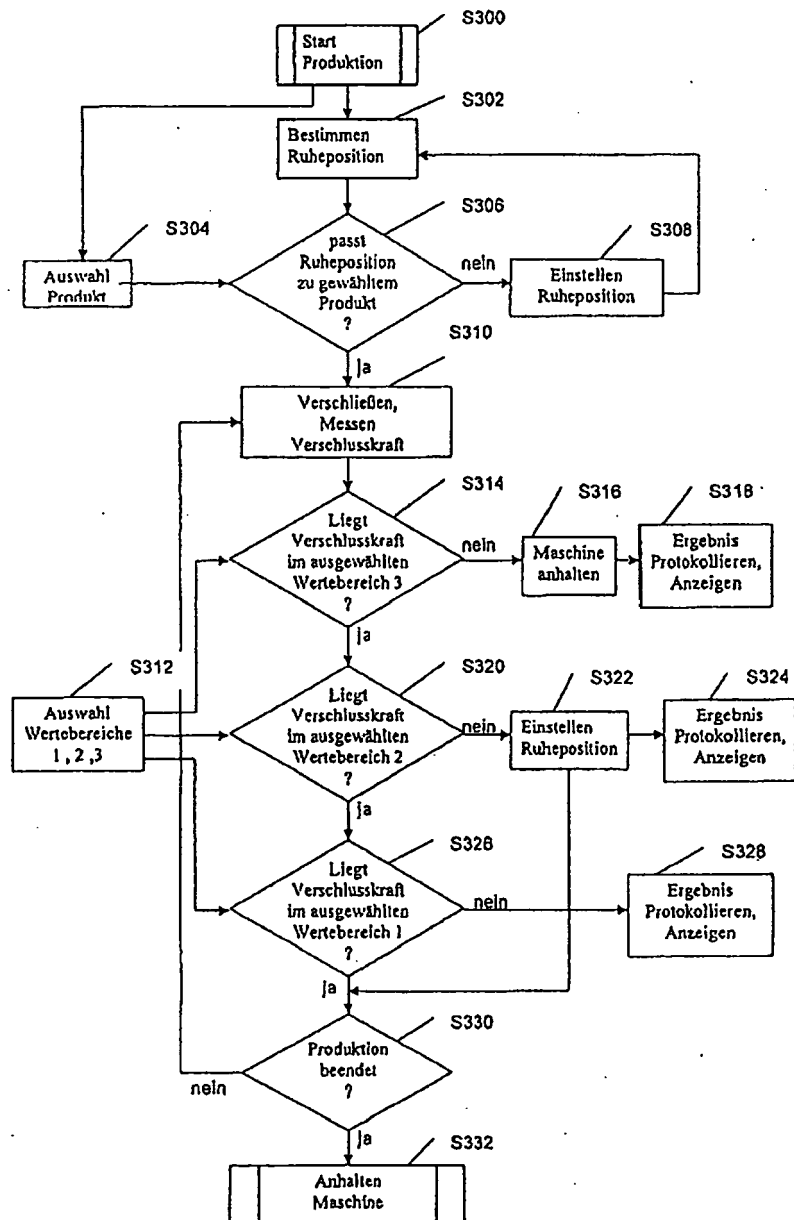 S300
Start
Produktion
S302
Bestimmen
Ruheposition
S304
Auswahl
Produkt
S306
passt
Ruheposition
zu gewähltem
Produkt
?
nein
S308
Einstellen
Ruheposition
ja
S310
Verschließen,
Messen
Verschlusskraft
S314
Liegt
Verschlusskraft
im ausgewählten
Wertebereich 3
?
nein
S316
Maschine
anhalten
S318
Ergebnis
Protokollieren,
Anzeigen
ja
S312
Auswahl
Wertebereiche
1, 2, 3
S320
Liegt
Verschlusskraft
im ausgewählten
Wertebereich 2
?
nein
S322
Einstellen
Ruheposition
S324
Ergebnis
Protokollieren,
Anzeigen
ja
S326
Liegt
Verschlusskraft
im ausgewählten
Wertebereich 1
?
nein
S328
Ergebnis
Protokollieren,
Anzeigen
ja
S330
Produktion
beendet
?
nein
ja
S332
Anhalten
Maschine